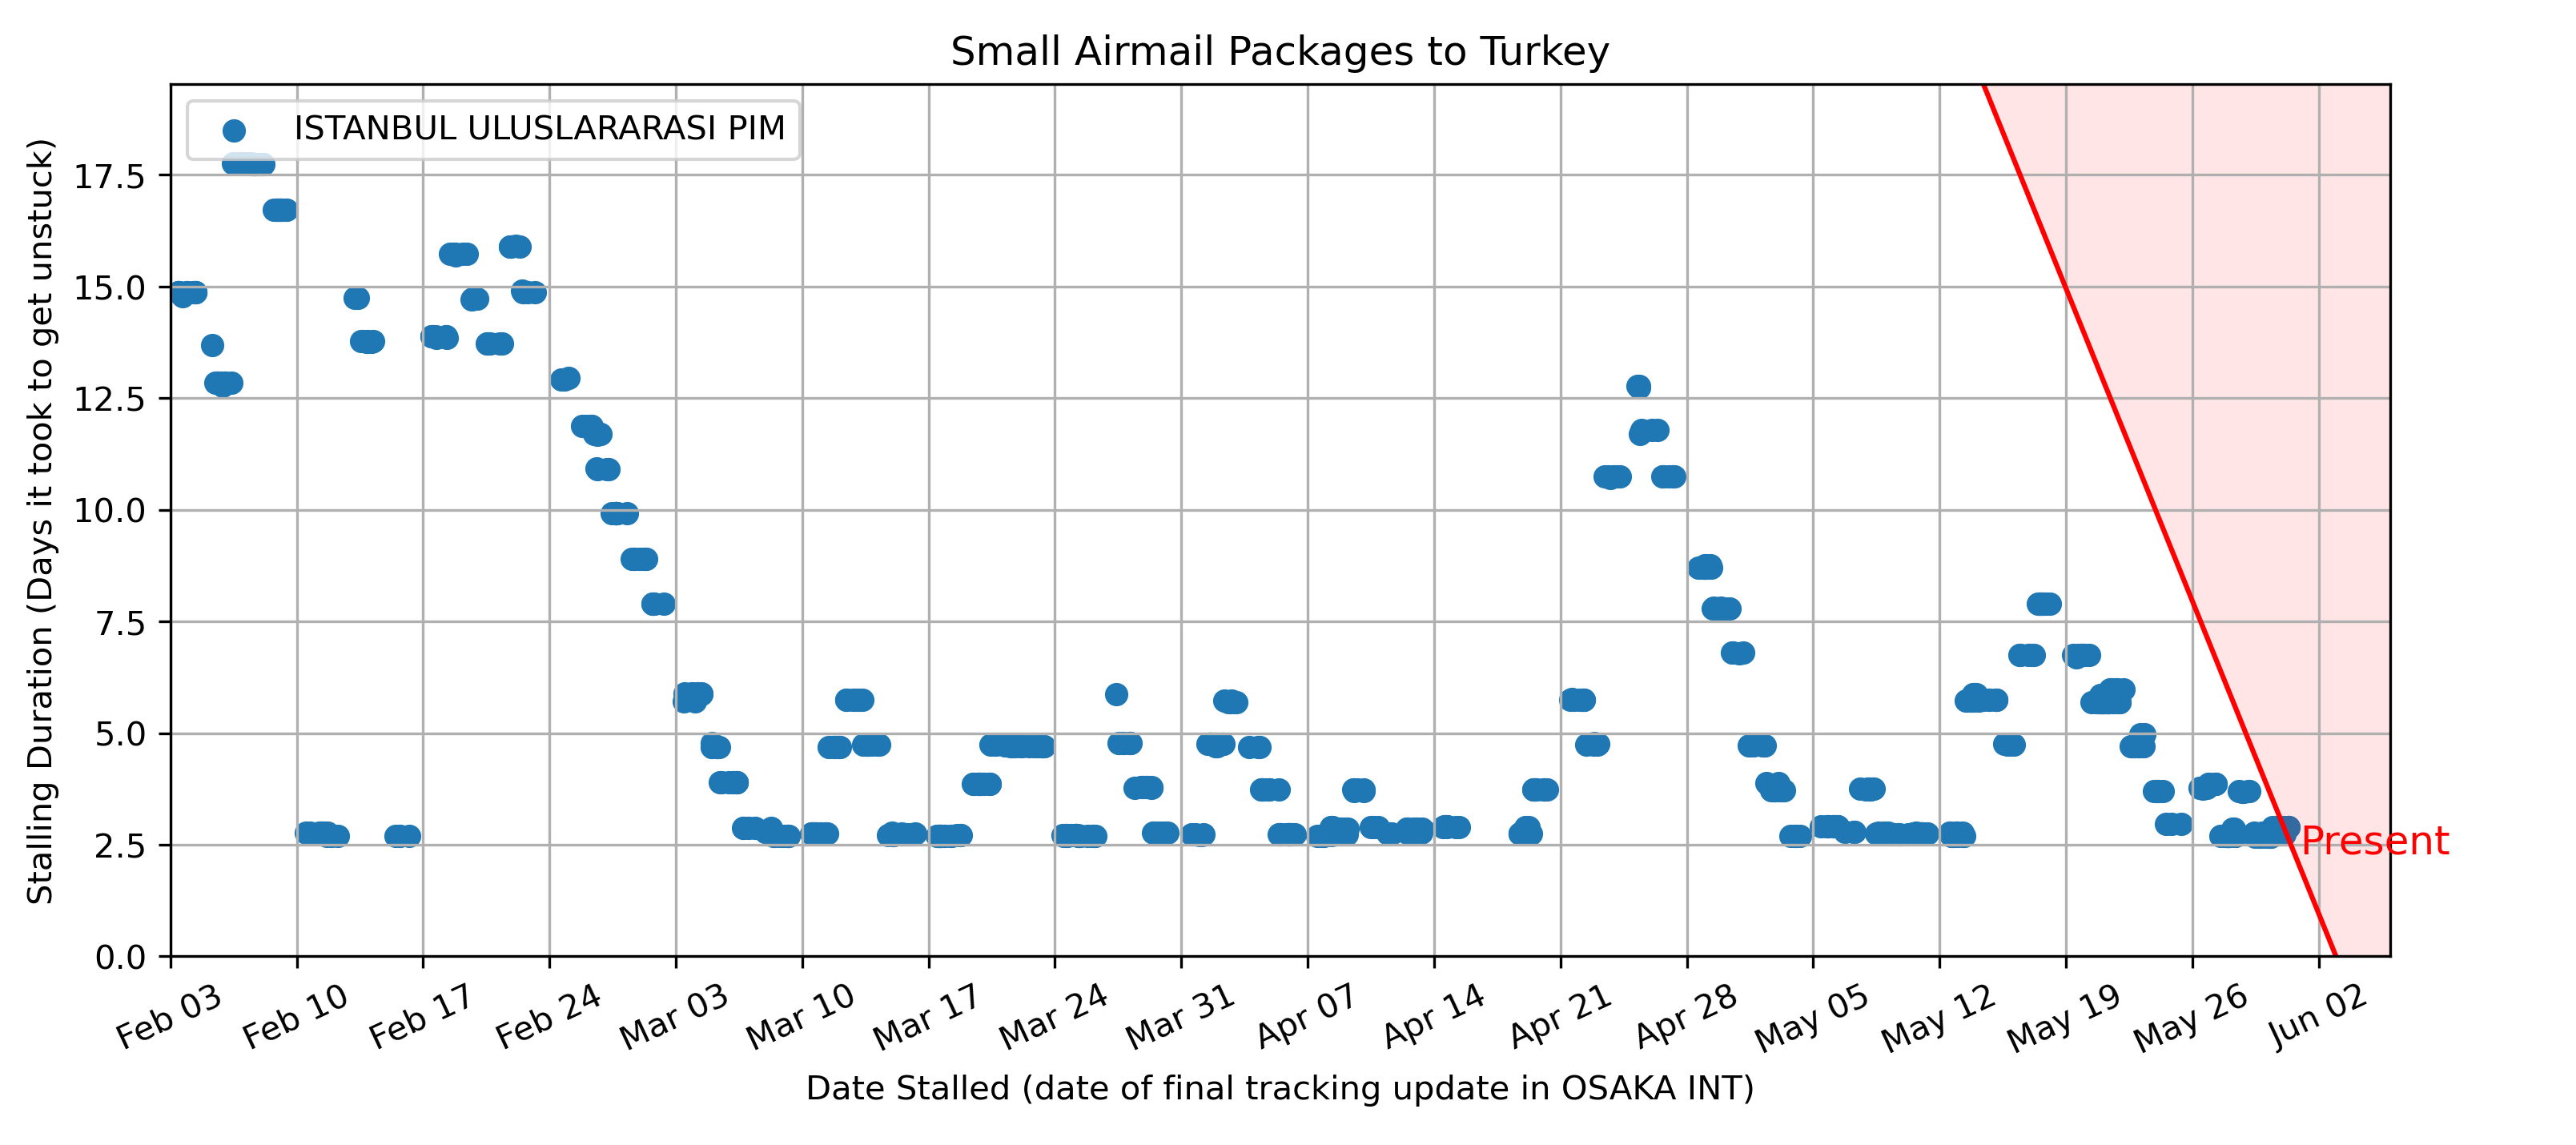 Small Airmail Packages to Turkey
ISTANBUL ULUSLARARASI PIM
Stalling Duration (Days it took to get unstuck)
17.5
15.0
12.5
10.0
7.5
5.0
2.5
0.0
Present
Feb 03
Feb 10
Feb 17
Feb 24
Mar 03
Mar 10
Mar 17
Mar 24
Mar 31
Apr 07
Apr 14
Apr 21
Apr 28
May 05
May 12
May 19
May 26
Jun 02
Date Stalled (date of final tracking update in OSAKA INT)